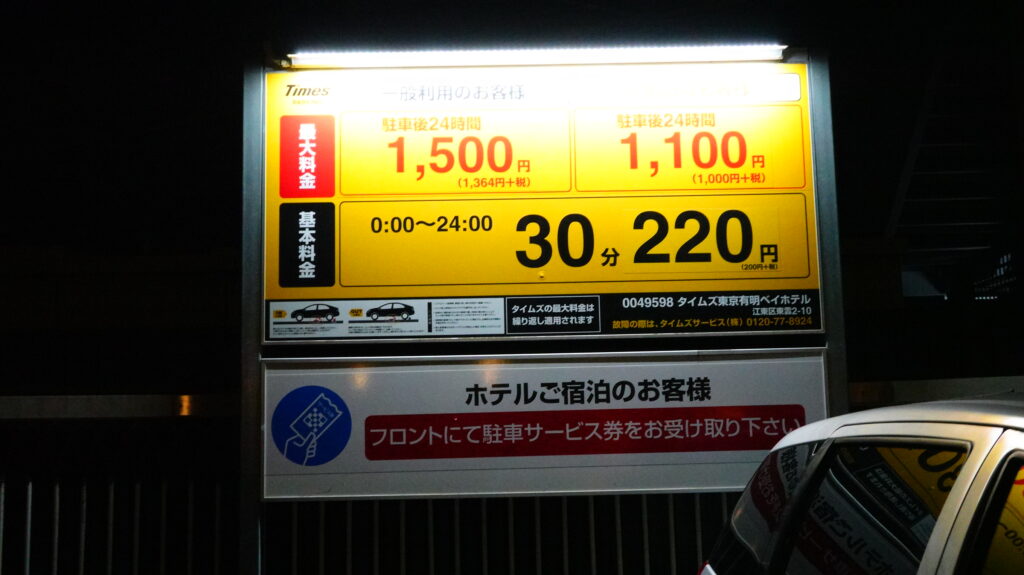 Times
一般利用のお客様
最大料金
駐車後24時間
1,500円
(1,364円+税)
駐車後24時間
1,100円
(1,000円+税)
基本料金
0:00～24:00
30分 220円
(200円+税)
タイムズの最大料金は
繰り返し適用されます
0049598 タイムズ東京有明ベイホテル
江東区東雲2-10
故障の際は、タイムズサービス(株) 0120-77-8924
ホテルご宿泊のお客様
フロントにて駐車サービス券をお受け取り下さい